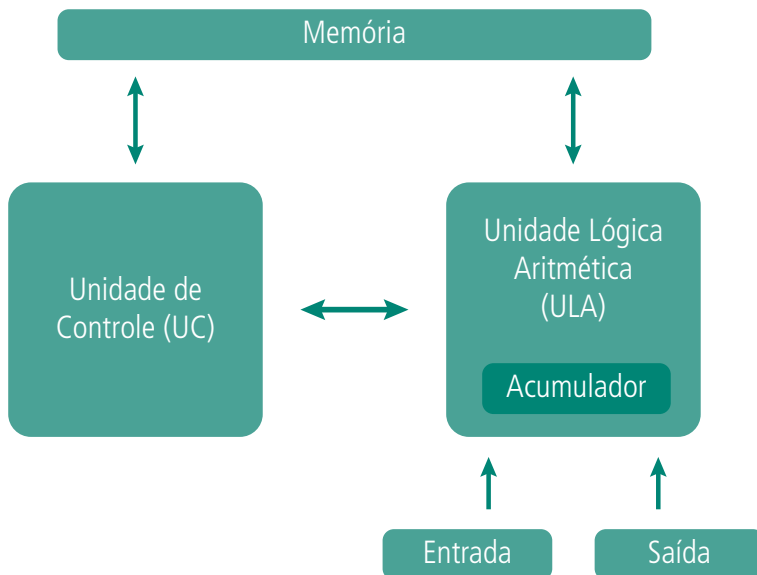 Memória
Unidade de
Controle (UC)
Unidade Lógica
Aritmética
(ULA)
Acumulador
Entrada
Saída